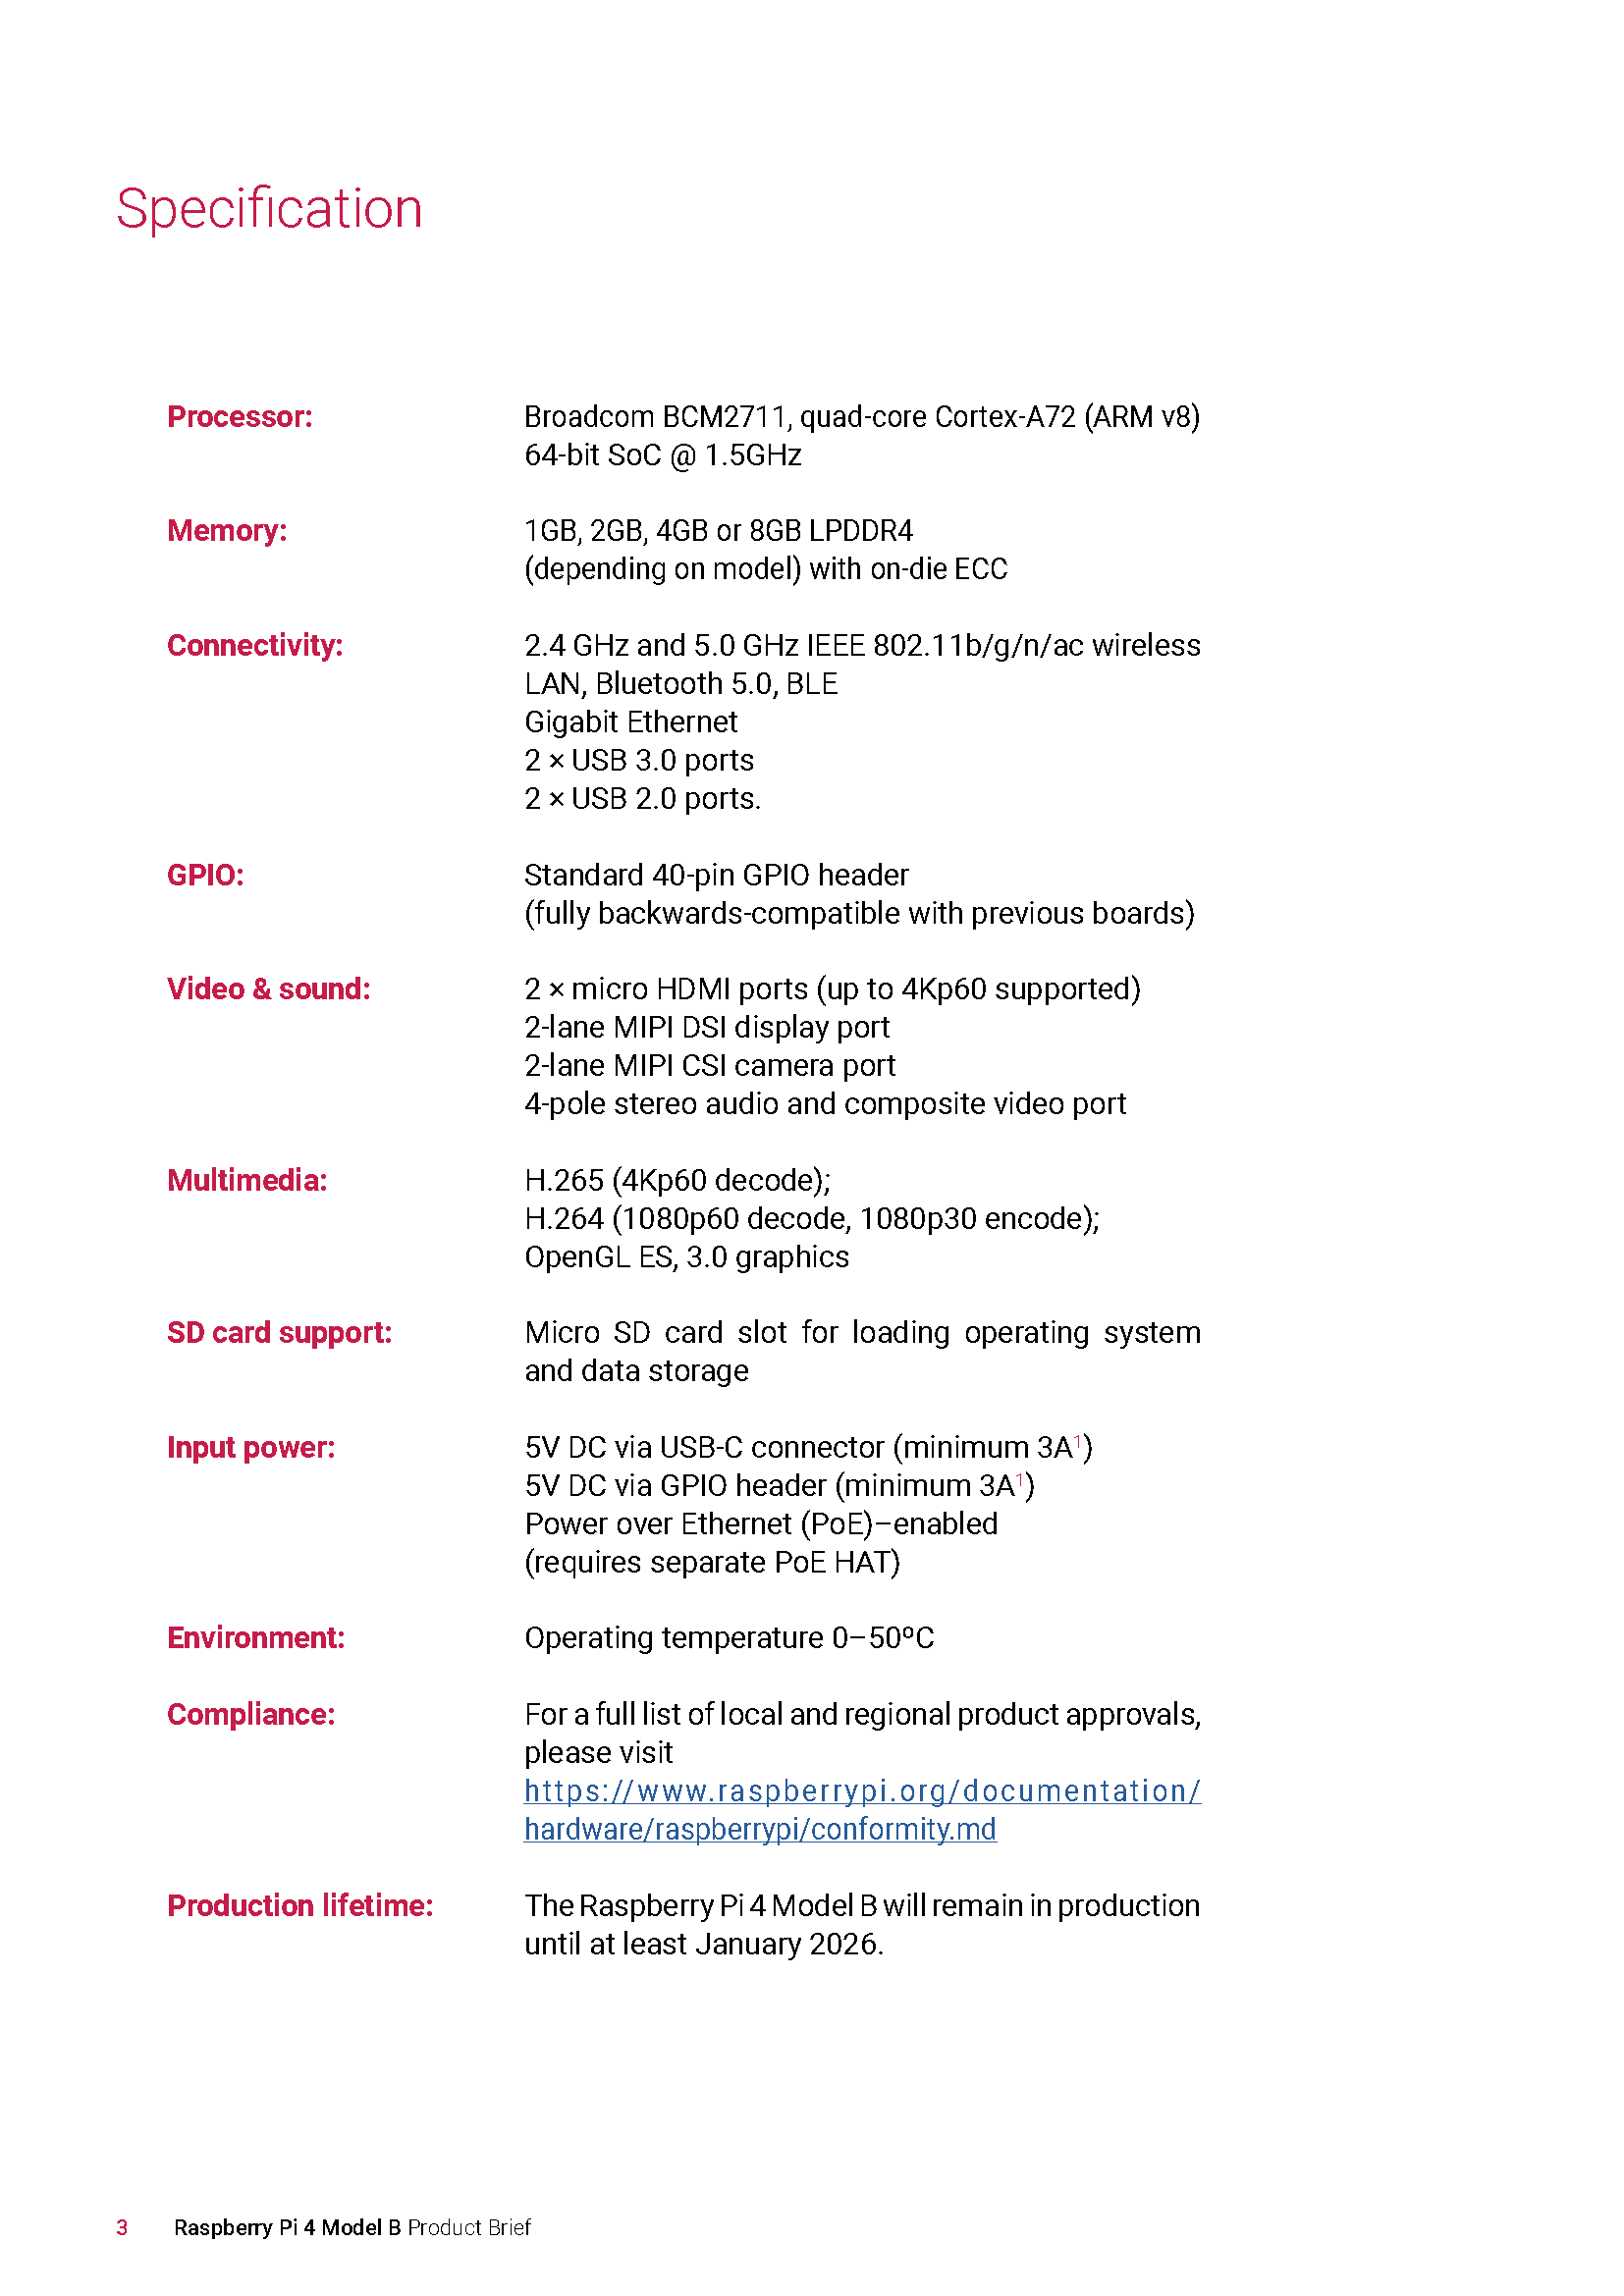 Specification
Processor:
Broadcom BCM2711, quad-core Cortex-A72 (ARM v8)
64-bit SoC @ 1.5GHz
Memory:
1GB, 2GB, 4GB or 8GB LPDDR4
(depending on model) with on-die ECC
Connectivity:
2.4 GHz and 5.0 GHz IEEE 802.11b/g/n/ac wireless
LAN, Bluetooth 5.0, BLE
Gigabit Ethernet
2 × USB 3.0 ports
2 × USB 2.0 ports.
GPIO:
Standard 40-pin GPIO header
(fully backwards-compatible with previous boards)
Video & sound:
2 × micro HDMI ports (up to 4Kp60 supported)
2-lane MIPI DSI display port
2-lane MIPI CSI camera port
4-pole stereo audio and composite video port
Multimedia:
H.265 (4Kp60 decode);
H.264 (1080p60 decode, 1080p30 encode);
OpenGL ES, 3.0 graphics
SD card support:
Micro SD card slot for loading operating system
and data storage
Input power:
5V DC via USB-C connector (minimum 3A¹)
5V DC via GPIO header (minimum 3A¹)
Power over Ethernet (PoE)–enabled
(requires separate PoE HAT)
Environment:
Operating temperature 0–50ºC
Compliance:
For a full list of local and regional product approvals,
please visit
https://www.raspberrypi.org/documentation/
hardware/raspberrypi/conformity.md
Production lifetime:
The Raspberry Pi 4 Model B will remain in production
until at least January 2026.
3 Raspberry Pi 4 Model B Product Brief